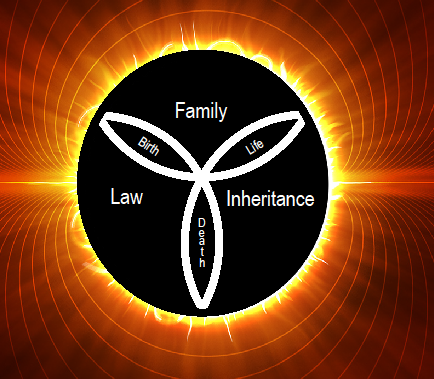 Family
Birth
Life
Law
Inheritance
Death